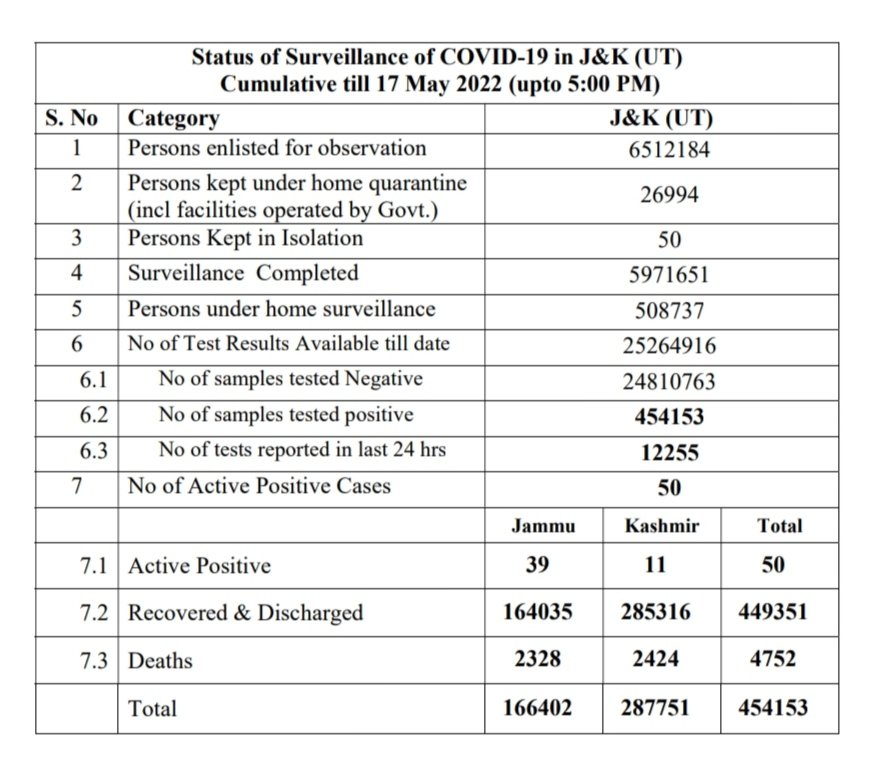 Status of Surveillance of COVID-19 in J&K (UT)
Cumulative till 17 May 2022 (upto 5:00 PM)
S. No Category J&K (UT)
1 Persons enlisted for observation 6512184
2 Persons kept under home quarantine
(incl facilities operated by Govt.) 26994
3 Persons Kept in Isolation 50
4 Surveillance Completed 5971651
5 Persons under home surveillance 508737
6 No of Test Results Available till date 25264916
6.1 No of samples tested Negative 24810763
6.2 No of samples tested positive 454153
6.3 No of tests reported in last 24 hrs 12255
7 No of Active Positive Cases 50
Jammu Kashmir Total
7.1 Active Positive 39 11 50
7.2 Recovered & Discharged 164035 285316 449351
7.3 Deaths 2328 2424 4752
Total 166402 287751 454153